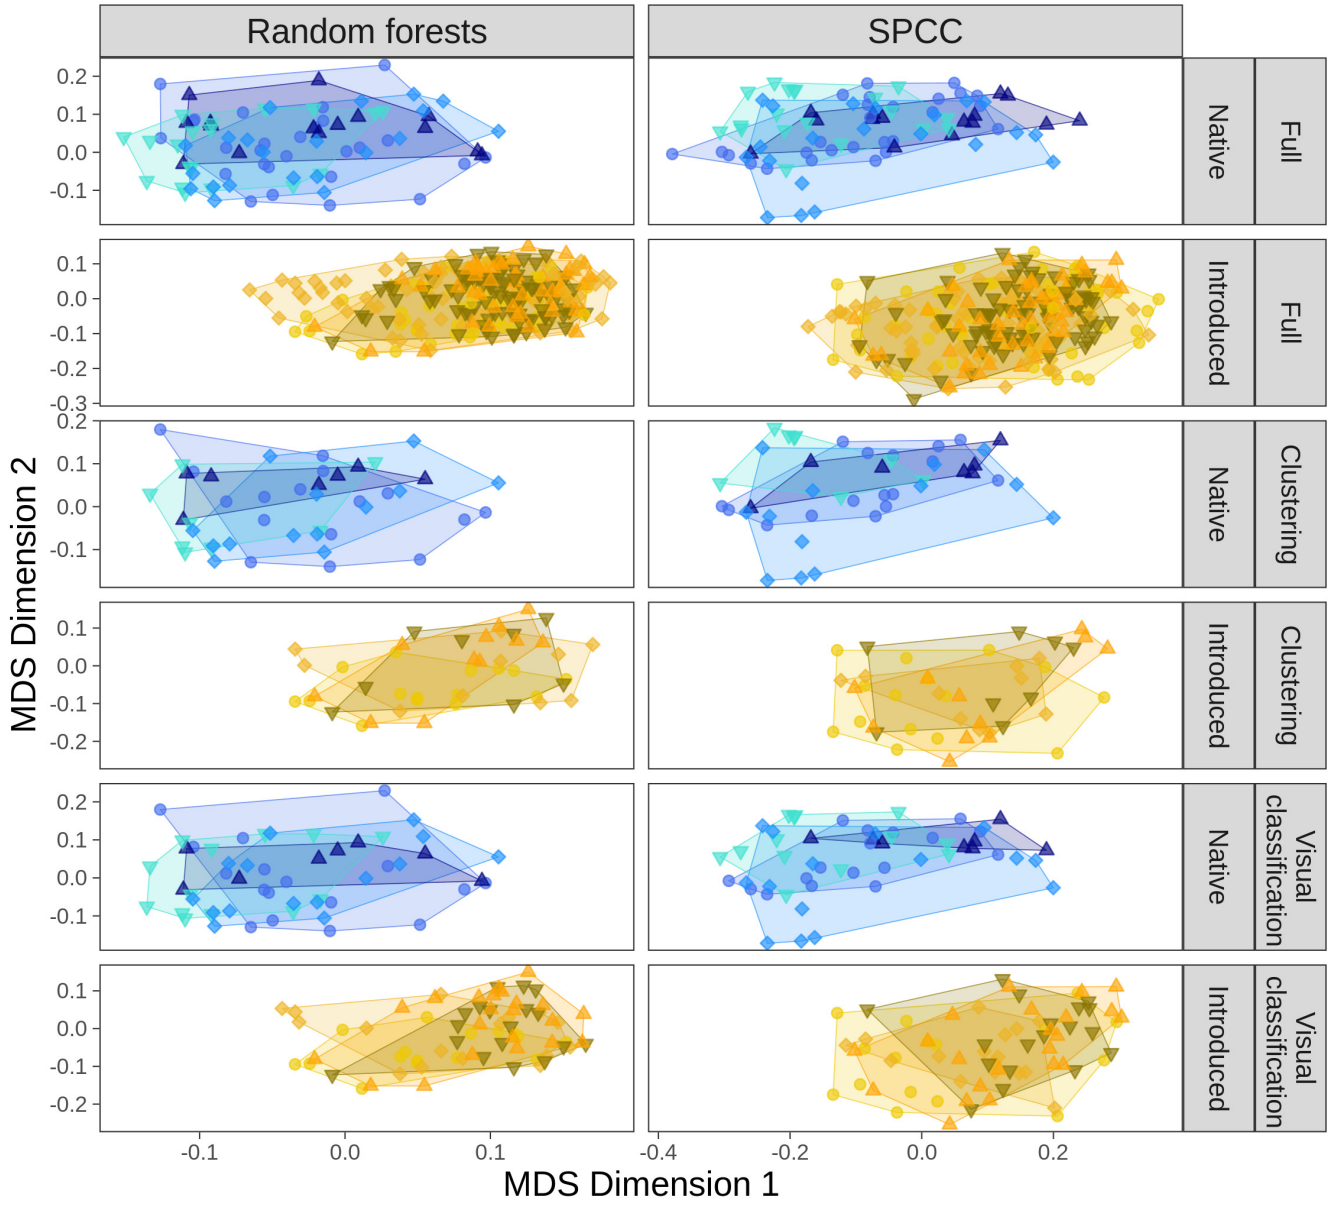 Random forests
SPCC
0.2
0.1
0.0
-0.1
Native
Full
0.1
0.0
-0.1
-0.2
-0.3
Introduced
Full
0.2
0.1
0.0
-0.1
Native
Clustering
0.1
0.0
-0.1
-0.2
Introduced
Clustering
0.2
0.1
0.0
-0.1
Native
Visual
classification
0.1
0.0
-0.1
-0.2
Introduced
Visual
classification
MDS Dimension 2
-0.1
0.0
0.1
-0.4
-0.2
0.0
0.2
MDS Dimension 1